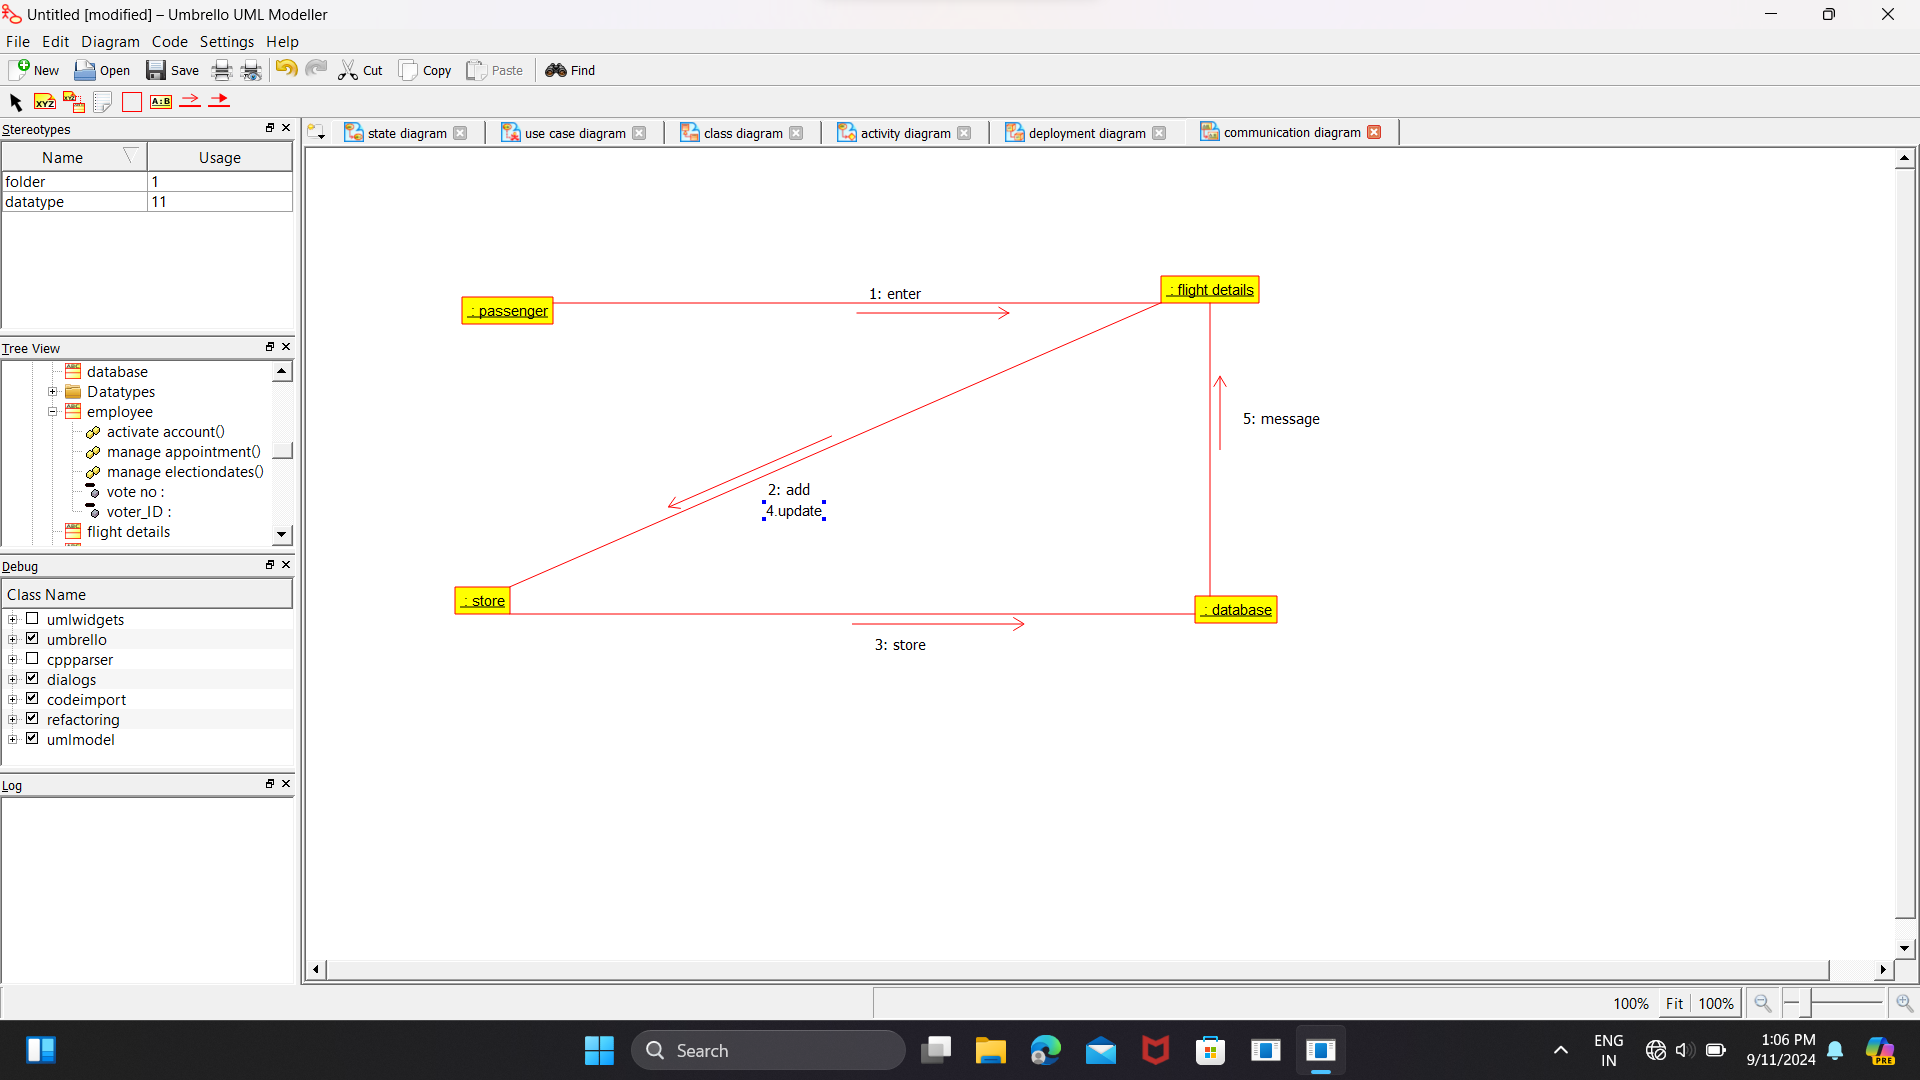 Untitled [modified] – Umbrello UML Modeller
File Edit Diagram Code Settings Help
New Open Save Cut Copy Paste Find
XYZ XYZ A:B
Stereotypes
Name Usage
folder 1
datatype 11
Tree View
database
Datatypes
employee
activate account()
manage appointment()
manage electiondates()
vote no :
voter_ID :
flight details
Debug
Class Name
umlwidgets
umbrello
cppparser
dialogs
codeimport
refactoring
umlmodel
Log
state diagram use case diagram class diagram activity diagram deployment diagram communication diagram
: flight details
1: enter
: passenger
5: message
2: add
4.update
: store
: database
3: store
100% Fit 100%
Search
ENG
IN
1:06 PM
9/11/2024
PRE